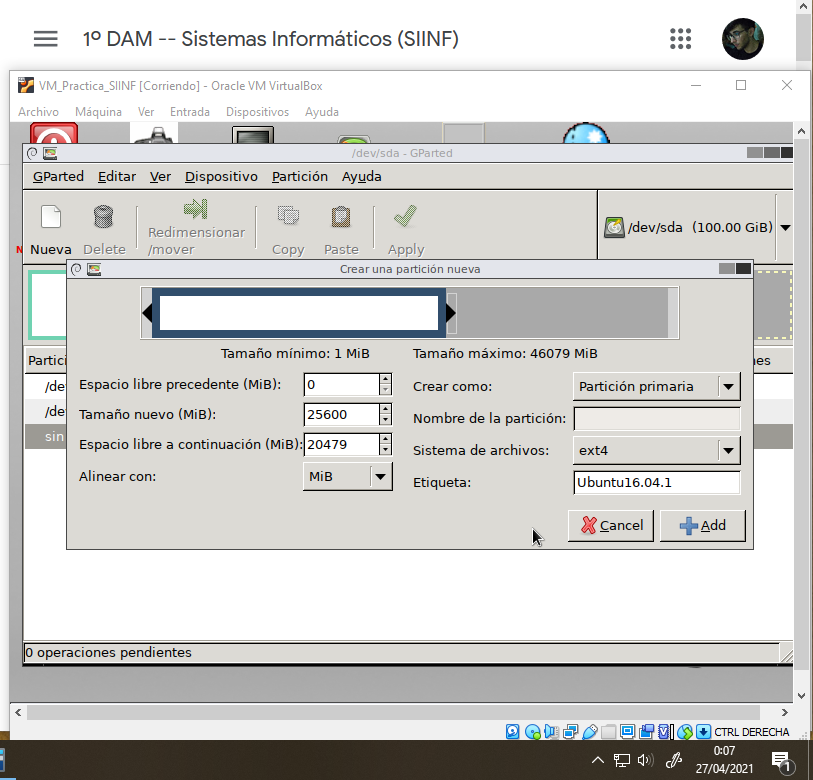 1º DAM -- Sistemas Informáticos (SIINF)
VM_Practica_SIINF [Corriendo] - Oracle VM VirtualBox
Archivo Máquina Ver Entrada Dispositivos Ayuda
/dev/sda - GParted
GParted Editar Ver Dispositivo Partición Ayuda
Nueva Delete Redimensionar /mover Copy Paste Apply
/dev/sda (100.00 GiB)
Crear una partición nueva
Tamaño mínimo: 1 MiB Tamaño máximo: 46079 MiB
Espacio libre precedente (MiB): 0
Tamaño nuevo (MiB): 25600
Espacio libre a continuación (MiB): 20479
Alinear con: MiB
Crear como: Partición primaria
Nombre de la partición:
Sistema de archivos: ext4
Etiqueta: Ubuntu16.04.1
Cancel Add
Partici
/de
/de
sin
nes
0 operaciones pendientes
CTRL DERECHA
0:07
27/04/2021
1